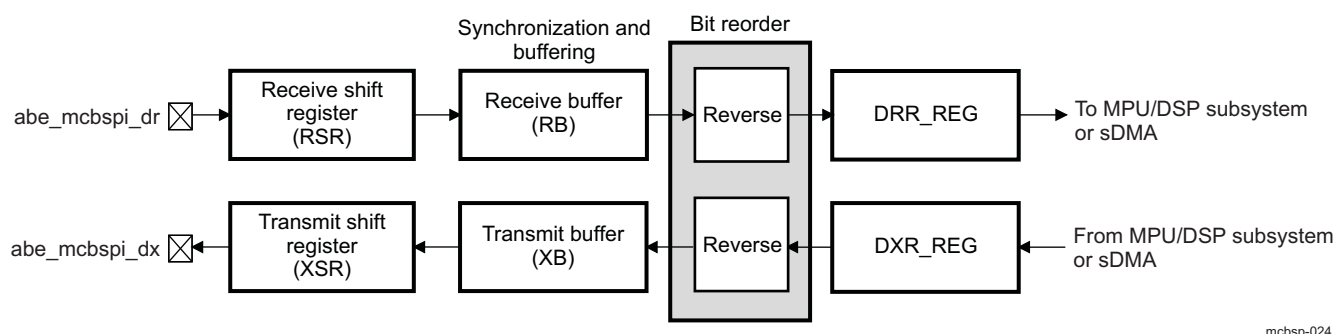 Synchronization and
buffering
Bit reorder
abe_mcbspi_dr
Receive shift
register
(RSR)
Receive buffer
(RB)
Reverse
DRR_REG
To MPU/DSP subsystem
or sDMA
abe_mcbspi_dx
Transmit shift
register
(XSR)
Transmit buffer
(XB)
Reverse
DXR_REG
From MPU/DSP subsystem
or sDMA
mcbsp-024